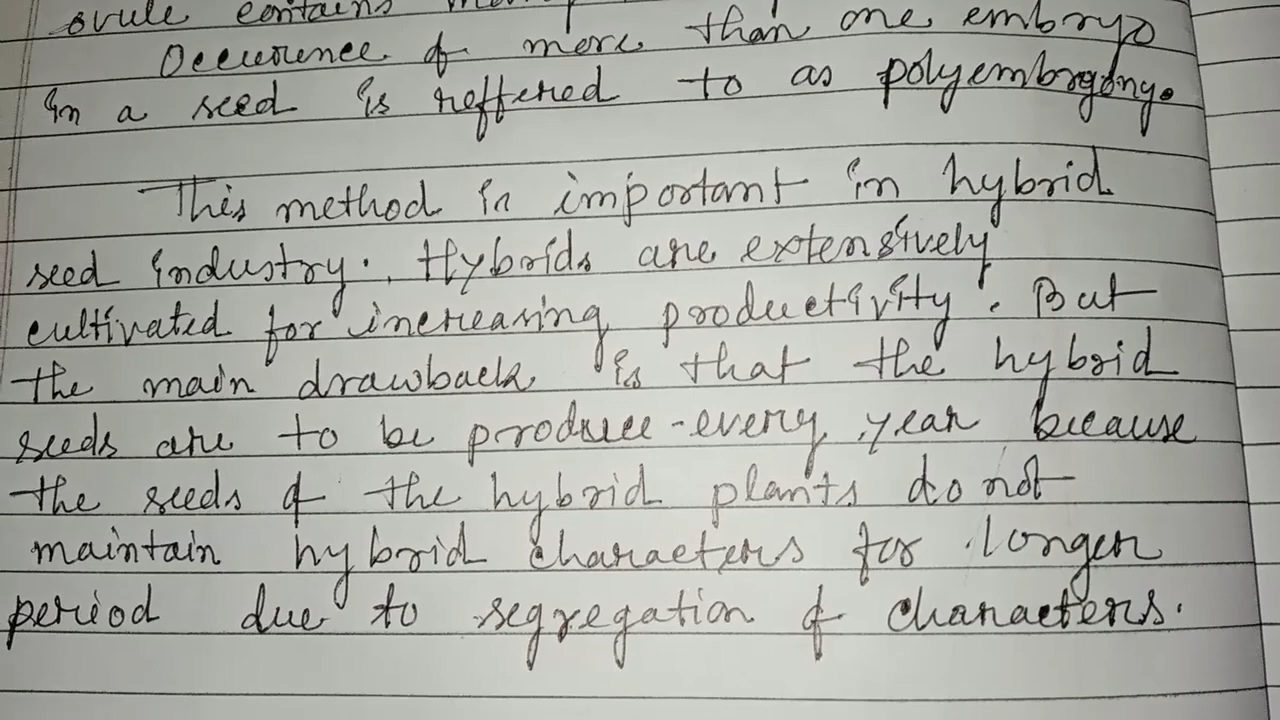 ovule contains
Occurence of more than one embryo
in a seed is reffered to as polyembryony.
This method is important in hybrid
seed industry. Hybrids are extensively
cultivated for increasing productivity. But
the main drawback is that the hybrid
seeds are to be produce every year because
the seeds of the hybrid plants do not
maintain hybrid characters for longer
period due to segregation of characters.